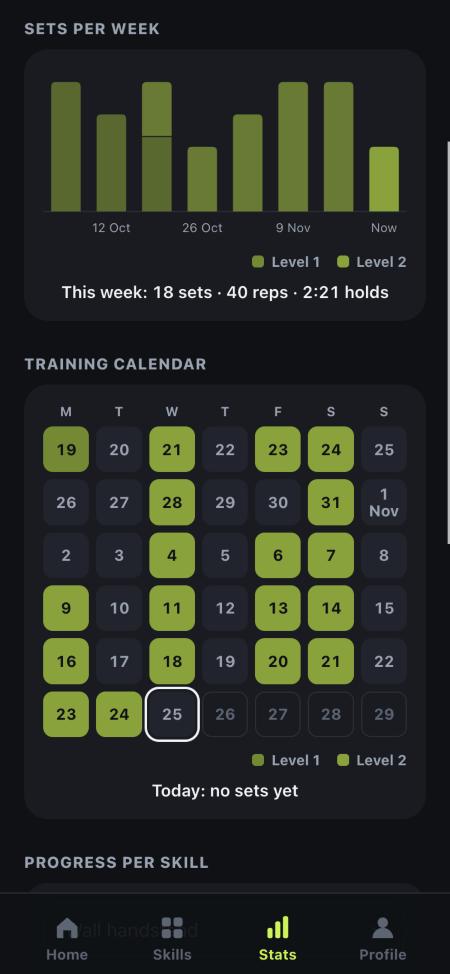 SETS PER WEEK
12 Oct 26 Oct 9 Nov Now
Level 1 Level 2
This week: 18 sets · 40 reps · 2:21 holds
TRAINING CALENDAR
M T W T F S S
19 20 21 22 23 24 25
26 27 28 29 30 31 1 Nov
2 3 4 5 6 7 8
9 10 11 12 13 14 15
16 17 18 19 20 21 22
23 24 25 26 27 28 29
Level 1 Level 2
Today: no sets yet
PROGRESS PER SKILL
Home Skills Stats Profile